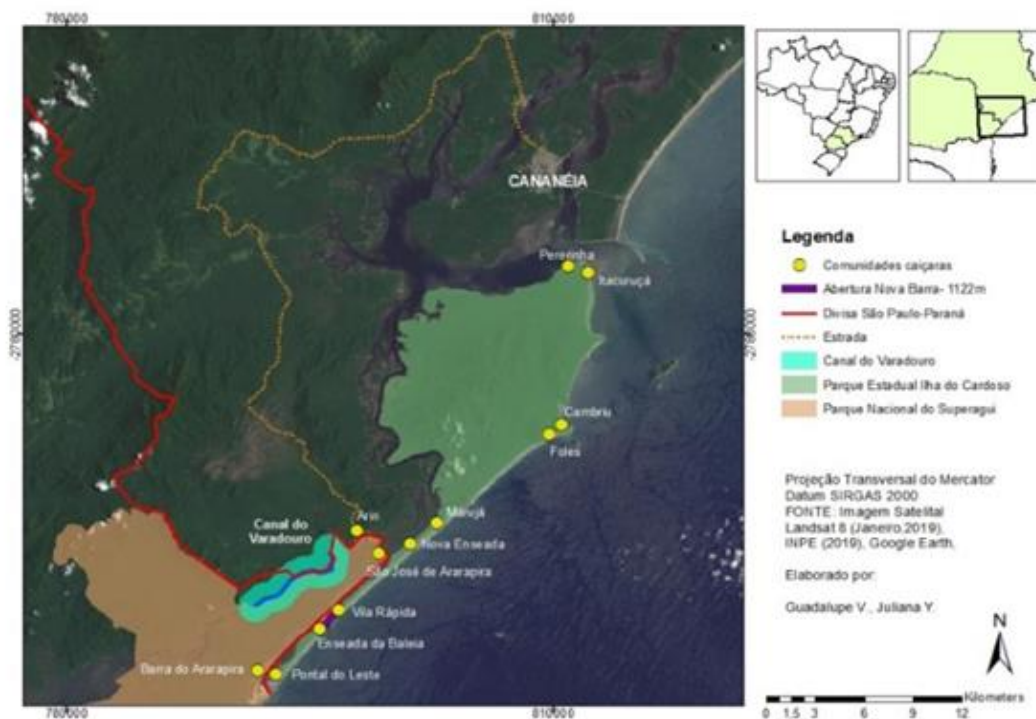 780000
810000
-2780000
CANANÉIA
Pererinha
Itacuruçá
Cambriu
Foles
Marujá
Ariri
Nova Enseada
Canal do
Varadouro
São José de Ararapira
Vila Rápida
Enseada da Baleia
Barra do Ararapira
Pontal do Leste
780000
810000
Legenda
Comunidades caiçaras
Abertura Nova Barra- 1122m
Divisa São Paulo-Paraná
Estrada
Canal do Varadouro
Parque Estadual Ilha do Cardoso
Parque Nacional do Superagui
Projeção Transversal do Mercator
Datum SIRGAS 2000
FONTE: Imagem Satelital
Landsat 8 (Janeiro,2019),
INPE (2019), Google Earth,
Elaborado por:
Guadalupe V., Juliana Y.
N
Kilometers
0 1,5 3 6 9 12